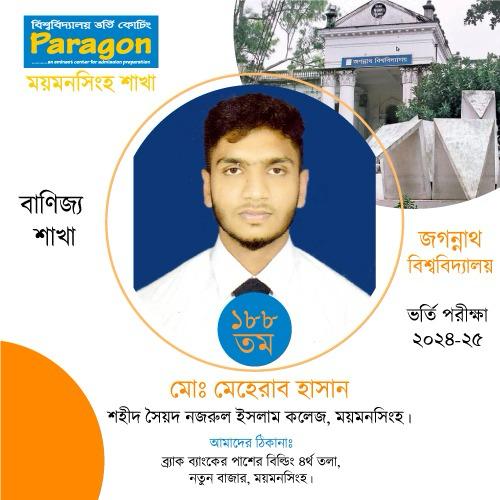 বিশ্ববিদ্যালয় ভর্তি কোচিং
Paragon
an eminent center for admission preparation
ময়মনসিংহ শাখা
জগন্নাথ বিশ্ববিদ্যালয়
বাণিজ্য
শাখা
জগন্নাথ
বিশ্ববিদ্যালয়
ভর্তি পরীক্ষা
২০২৪-২৫
১৮৮
তম
মোঃ মেহেরাব হাসান
শহীদ সৈয়দ নজরুল ইসলাম কলেজ, ময়মনসিংহ।
আমাদের ঠিকানাঃ
ব্র্যাক ব্যাংকের পাশের বিল্ডিং ৪র্থ তলা,
নতুন বাজার, ময়মনসিংহ।